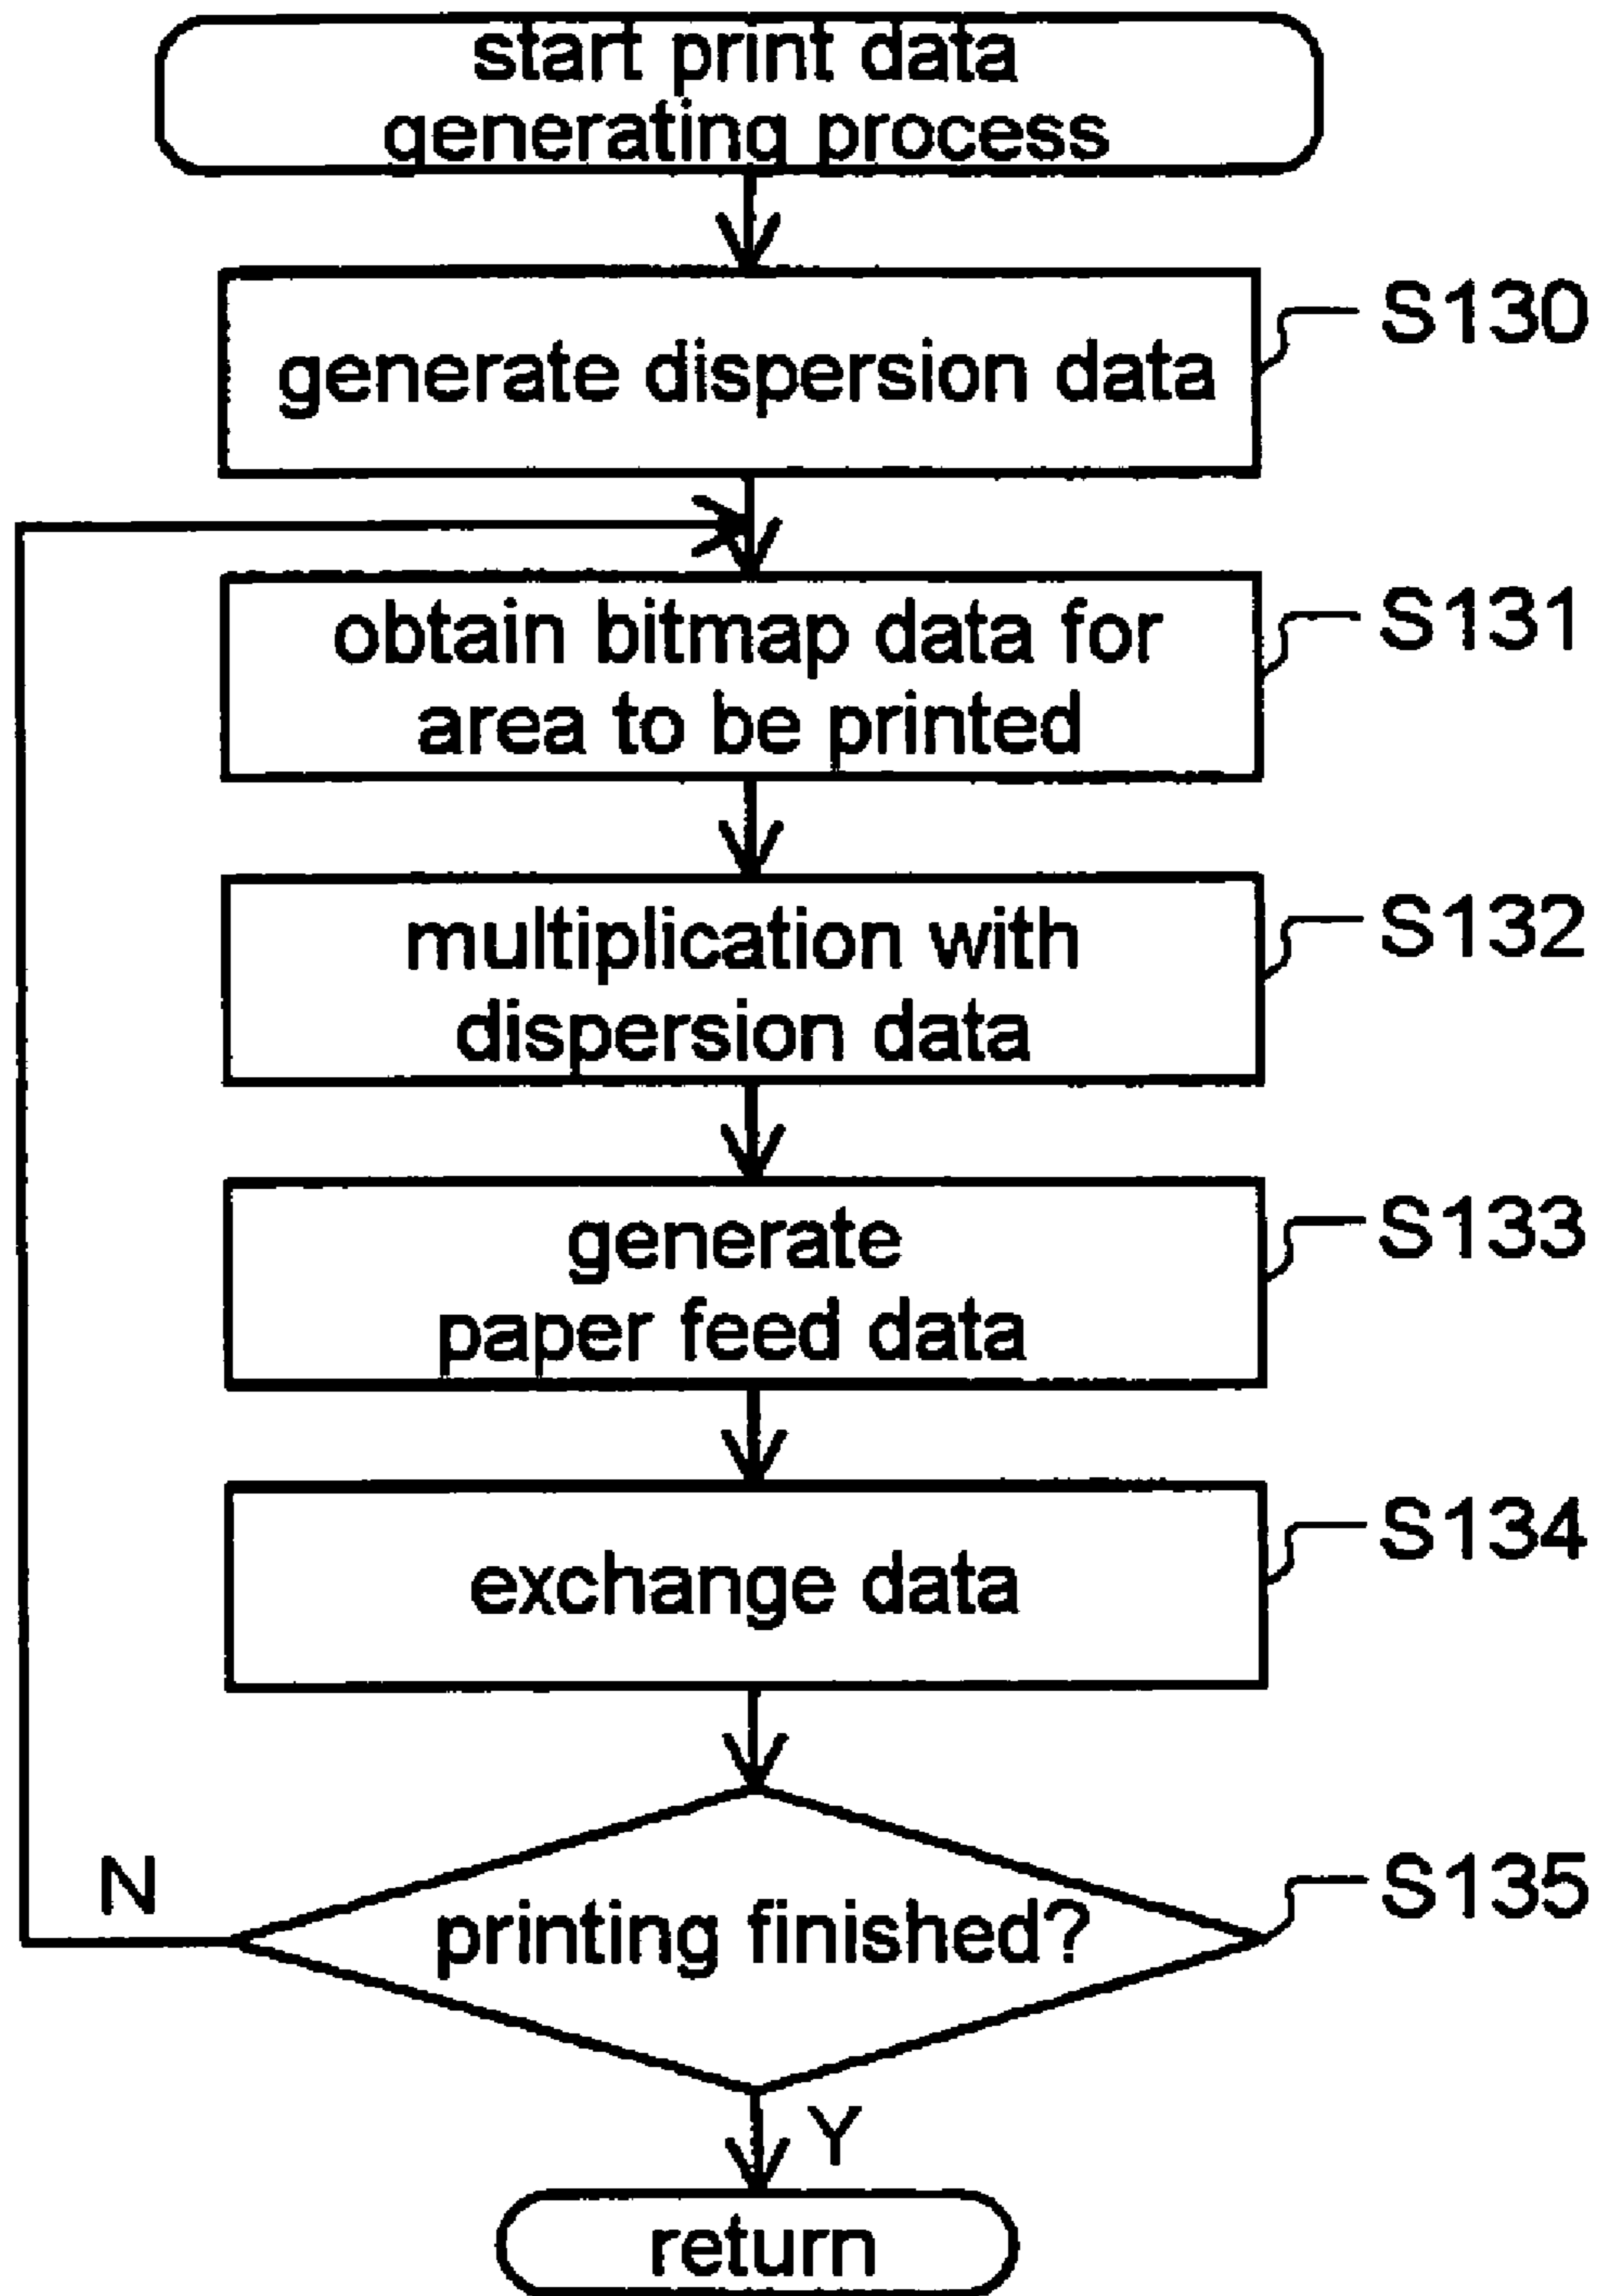 start print data
generating process
generate dispersion data
S130
obtain bitmap data for
area to be printed
S131
multiplication with
dispersion data
S132
generate
paper feed data
S133
exchange data
S134
printing finished?
S135
N
Y
return